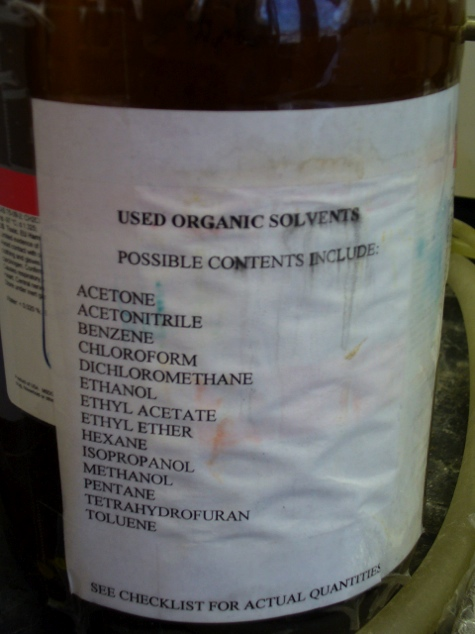 USED ORGANIC SOLVENTS
POSSIBLE CONTENTS INCLUDE:
ACETONE
ACETONITRILE
BENZENE
CHLOROFORM
DICHLOROMETHANE
ETHANOL
ETHYL ACETATE
ETHYL ETHER
HEXANE
ISOPROPANOL
METHANOL
PENTANE
TETRAHYDROFURAN
TOLUENE
SEE CHECKLIST FOR ACTUAL QUANTITIES